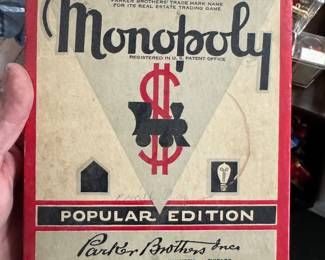 PARKER BROTHERS' TRADE MARK NAME
FOR ITS REAL ESTATE TRADING GAME
Monopoly
REGISTERED IN U. S. PATENT OFFICE
$
POPULAR EDITION
Parker Brothers Inc